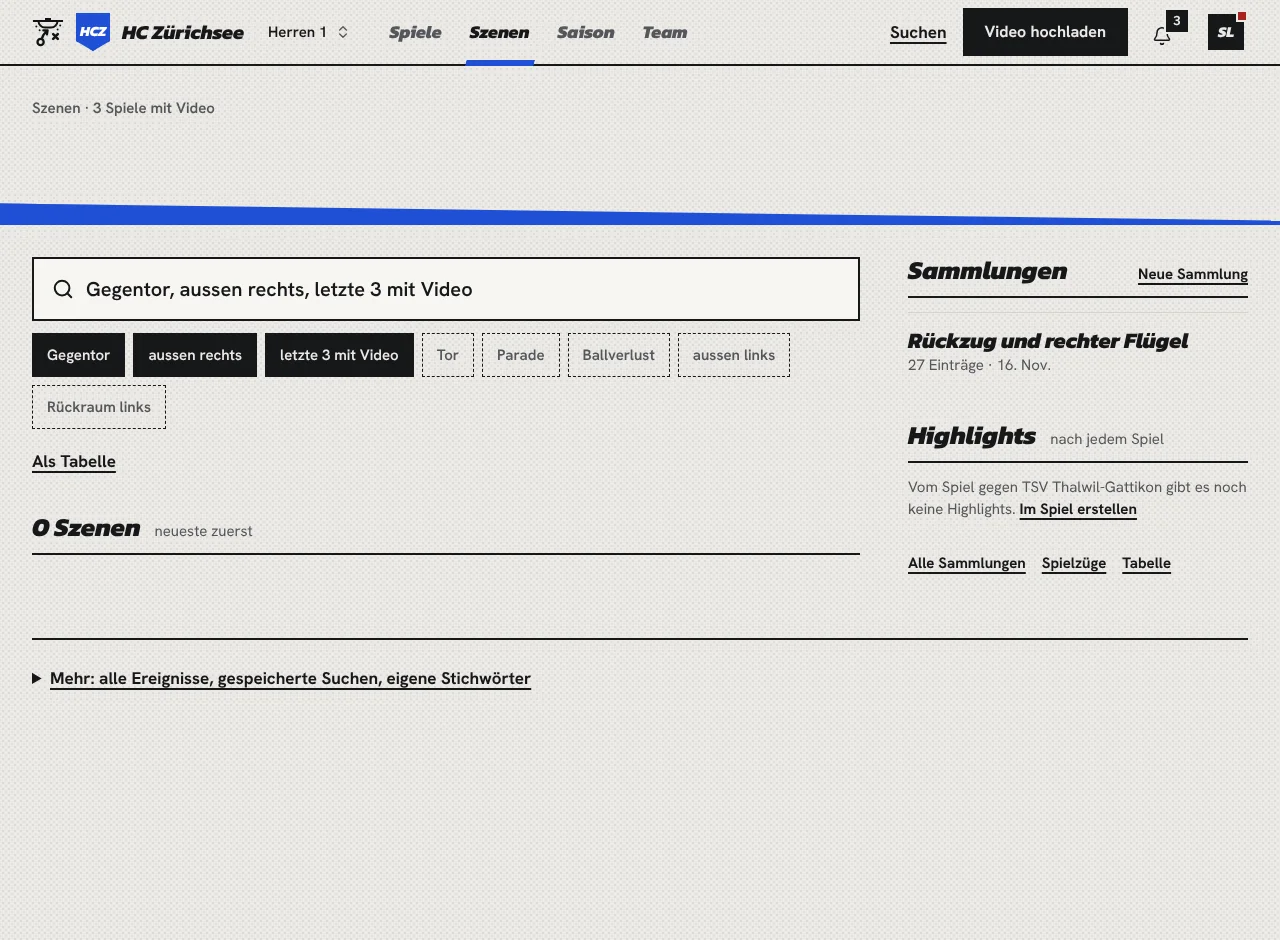 HCZ HC Zürichsee Herren 1 Spiele Szenen Saison Team Suchen Video hochladen 3 SL
Szenen · 3 Spiele mit Video
Gegentor, aussen rechts, letzte 3 mit Video
Gegentor aussen rechts letzte 3 mit Video Tor Parade Ballverlust aussen links
Rückraum links
Als Tabelle
0 Szenen neueste zuerst
Sammlungen Neue Sammlung
Rückzug und rechter Flügel
27 Einträge · 16. Nov.
Highlights nach jedem Spiel
Vom Spiel gegen TSV Thalwil-Gattikon gibt es noch
keine Highlights. Im Spiel erstellen
Alle Sammlungen Spielzüge Tabelle
Mehr: alle Ereignisse, gespeicherte Suchen, eigene Stichwörter